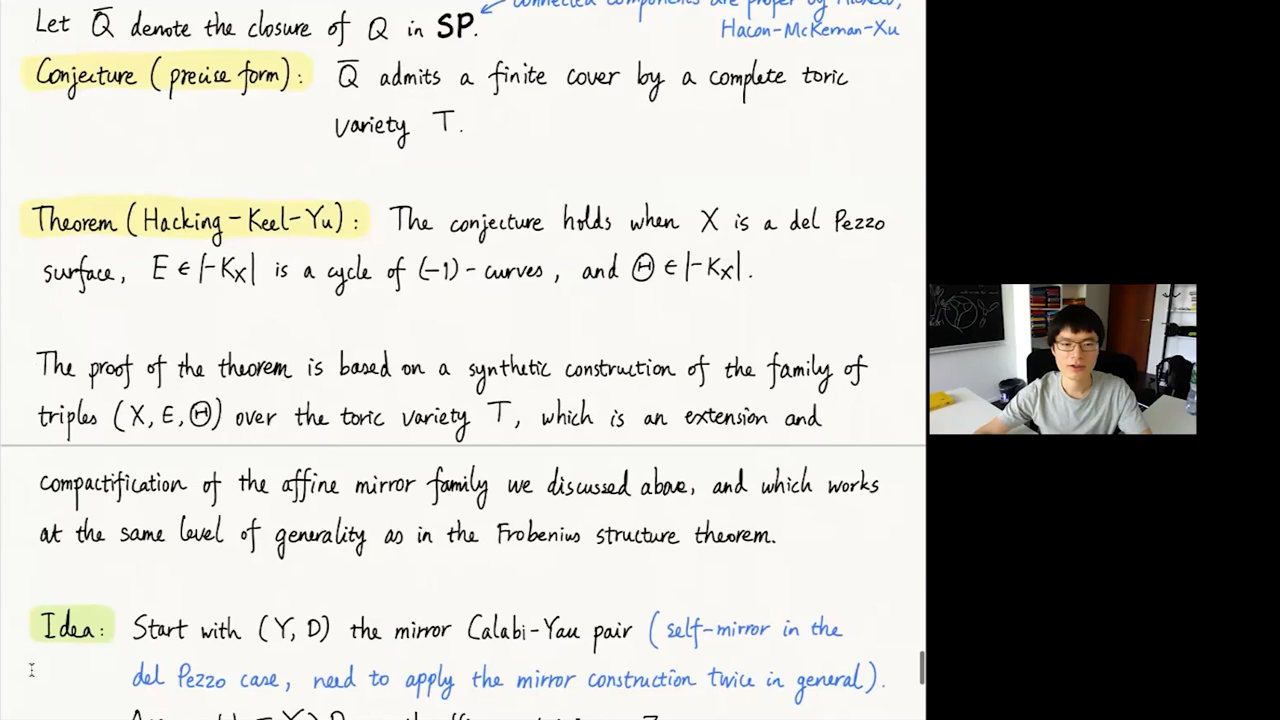 connected components are proper by
Hacon-McKernan-Xu
Let Q̄ denote the closure of Q in SP.
Conjecture (precise form): Q̄ admits a finite cover by a complete toric
variety T.
Theorem (Hacking-Keel-Yu): The conjecture holds when X is a del Pezzo
surface, E ∈ |-K_X| is a cycle of (-1)-curves, and Θ ∈ |-K_X|.
The proof of the theorem is based on a synthetic construction of the family of
triples (X, E, Θ) over the toric variety T, which is an extension and
compactification of the affine mirror family we discussed above, and which works
at the same level of generality as in the Frobenius structure theorem.
Idea: Start with (Y, D) the mirror Calabi-Yau pair (self-mirror in the
del Pezzo case, need to apply the mirror construction twice in general).